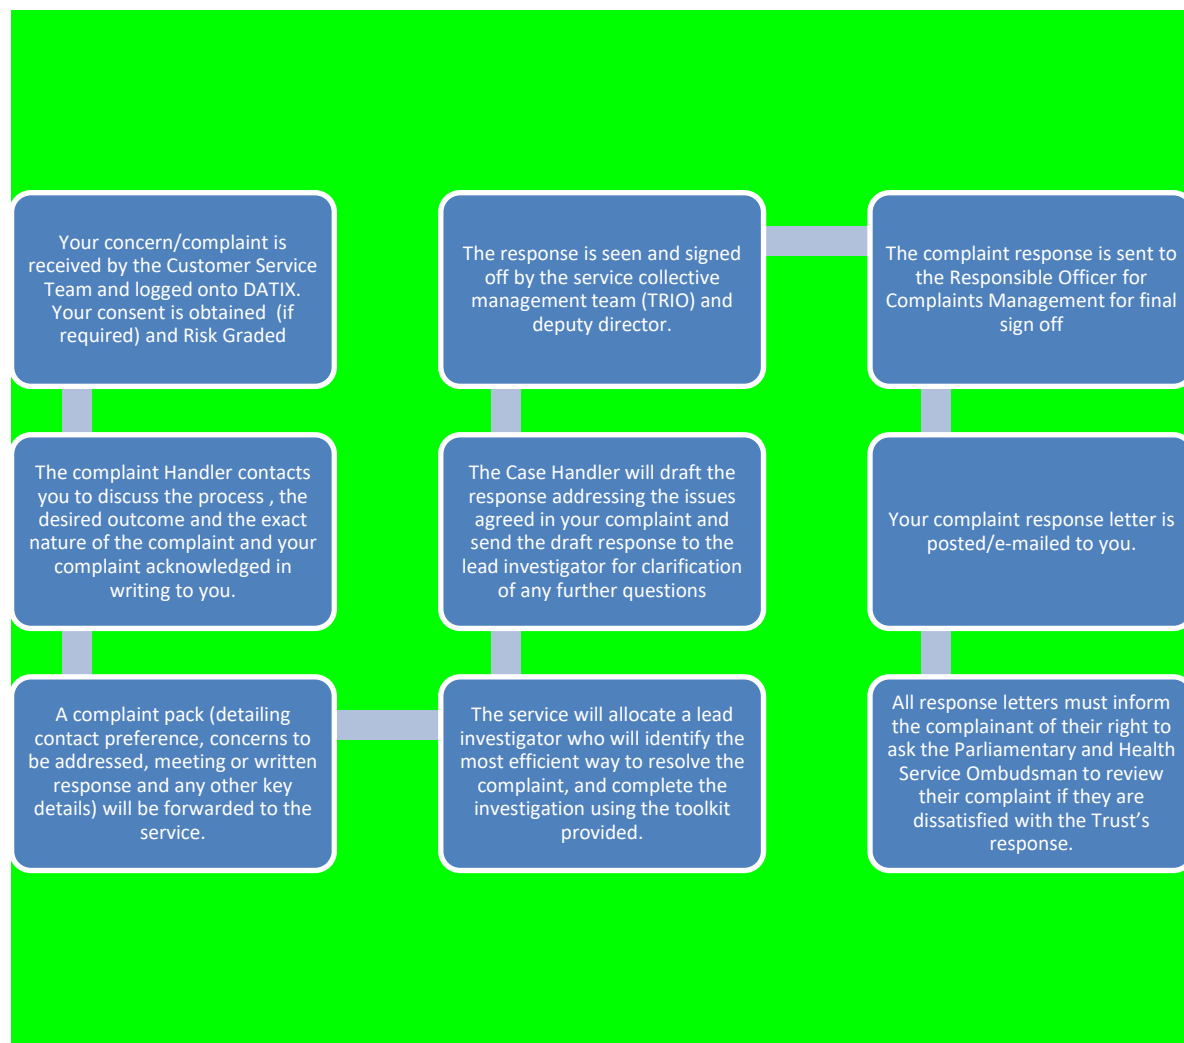 Your concern/complaint is
received by the Customer Service
Team and logged onto DATIX.
Your consent is obtained  (if
required) and Risk Graded
The complaint Handler contacts
you to discuss the process , the
desired outcome and the exact
nature of the complaint and your
complaint acknowledged in
writing to you.
A complaint pack (detailing
contact preference, concerns to
be addressed, meeting or written
response and any other key
details) will be forwarded to the
service.
The service will allocate a lead
investigator who will identify the
most efficient way to resolve the
complaint, and complete the
investigation using the toolkit
provided.
The Case Handler will draft the
response addressing the issues
agreed in your complaint and
send the draft response to the
lead investigator for clarification
of any further questions
The response is seen and signed
off by the service collective
management team (TRIO) and
deputy director.
The complaint response is sent to
the Responsible Officer for
Complaints Management for final
sign off
Your complaint response letter is
posted/e-mailed to you.
All response letters must inform
the complainant of their right to
ask the Parliamentary and Health
Service Ombudsman to review
their complaint if they are
dissatisfied with the Trust’s
response.